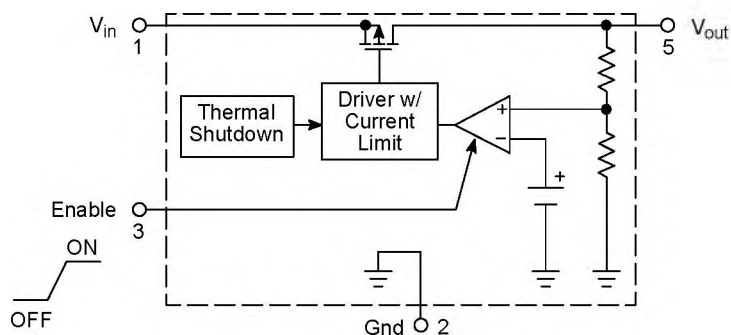 Vin
1
Vout
5
Thermal
Shutdown
Driver w/
Current
Limit
+
−
+
Enable
3
ON
OFF
Gnd
2